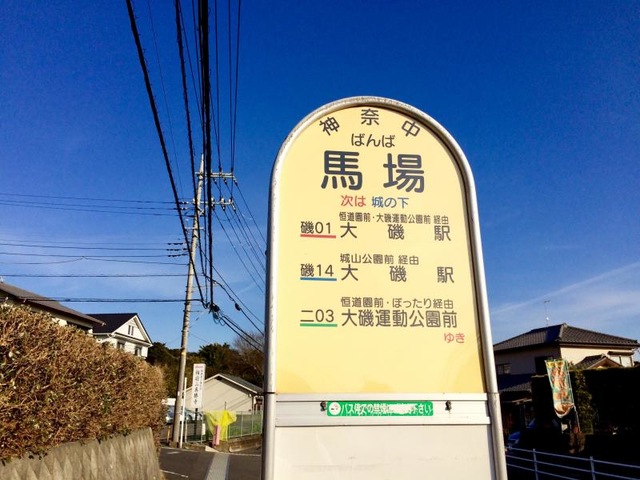 神奈中
ばんば
馬場
次は 城の下
恒道園前・大磯運動公園前 経由
磯01 大磯駅
城山公園前 経由
磯14 大磯駅
恒道園前・ぼったり経由
二03 大磯運動公園前
ゆき